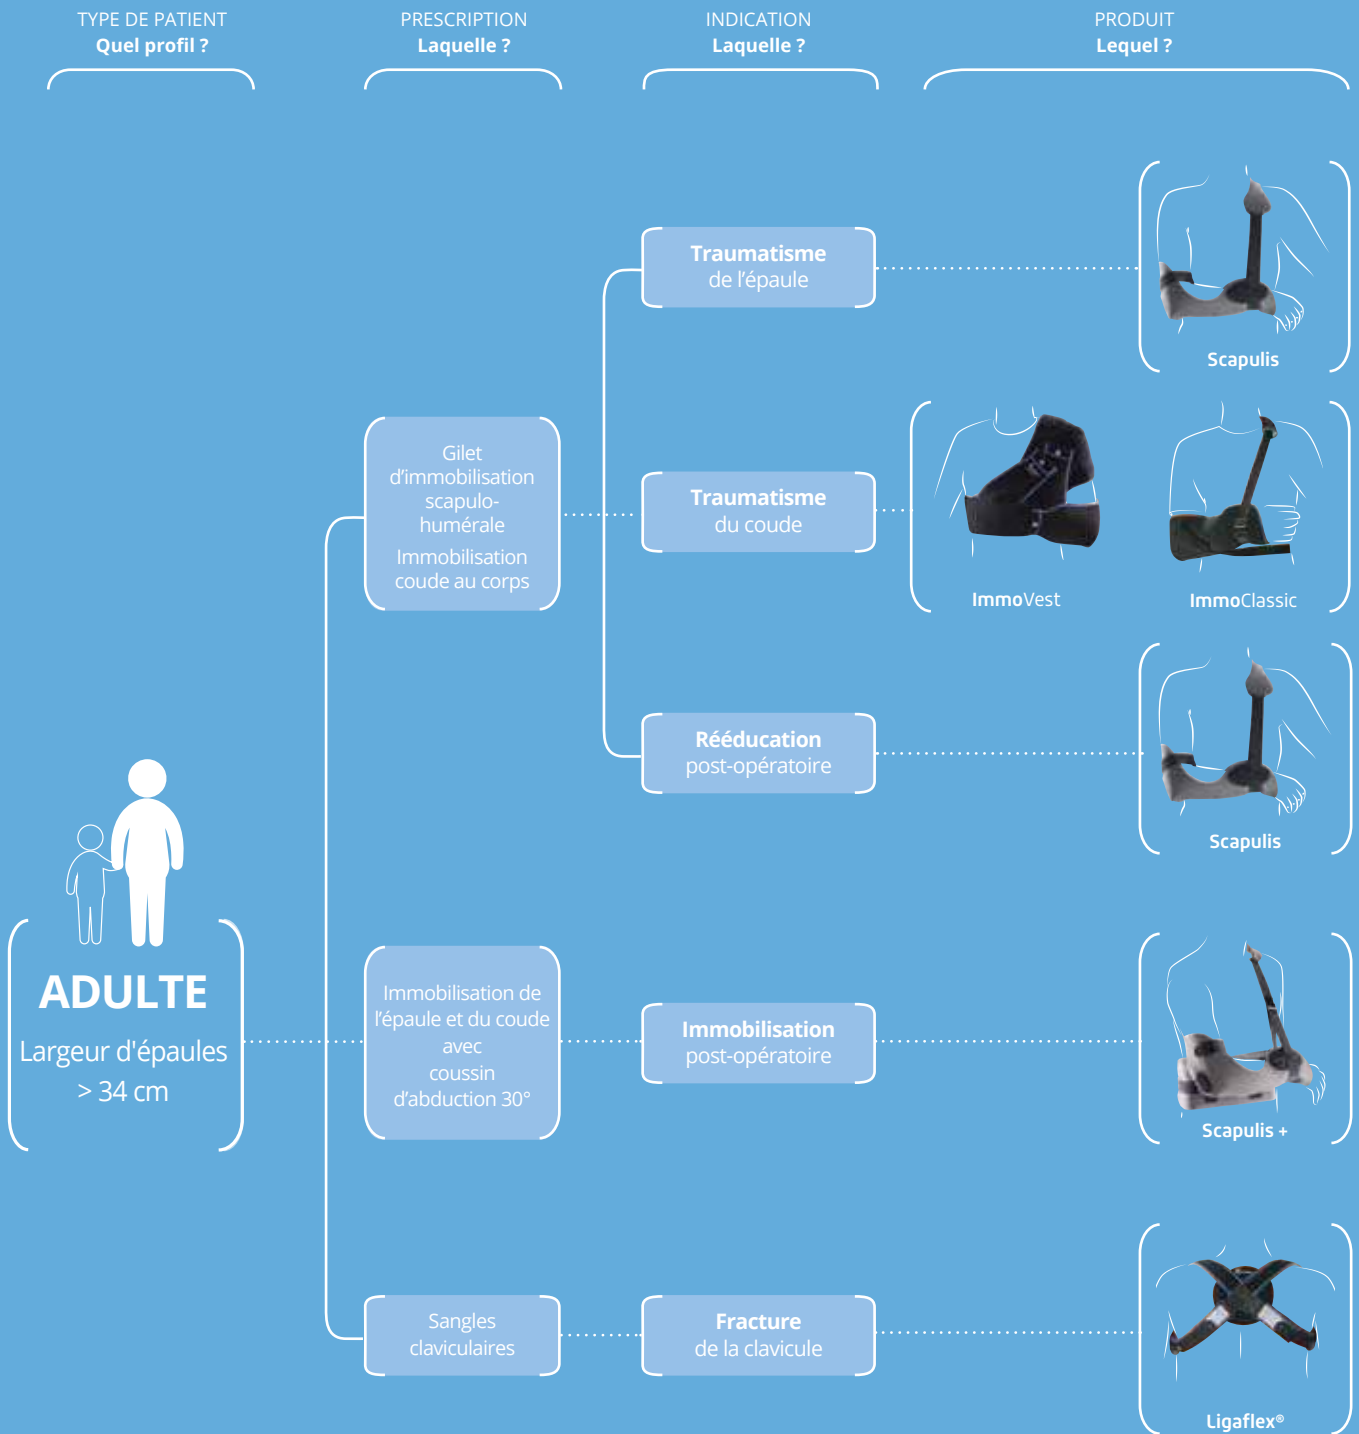 TYPE DE PATIENT
Quel profil ?
PRESCRIPTION
Laquelle ?
INDICATION
Laquelle ?
PRODUIT
Lequel ?
ADULTE
Largeur d'épaules
> 34 cm
Gilet
d’immobilisation
scapulo-
humérale
Immobilisation
coude au corps
Traumatisme
de l’épaule
Scapulis
Traumatisme
du coude
ImmoVest
ImmoClassic
Rééducation
post-opératoire
Scapulis
Immobilisation de
l’épaule et du coude
avec
coussin
d’abduction 30°
Immobilisation
post-opératoire
Scapulis +
Sangles
claviculaires
Fracture
de la clavicule
Ligaflex®